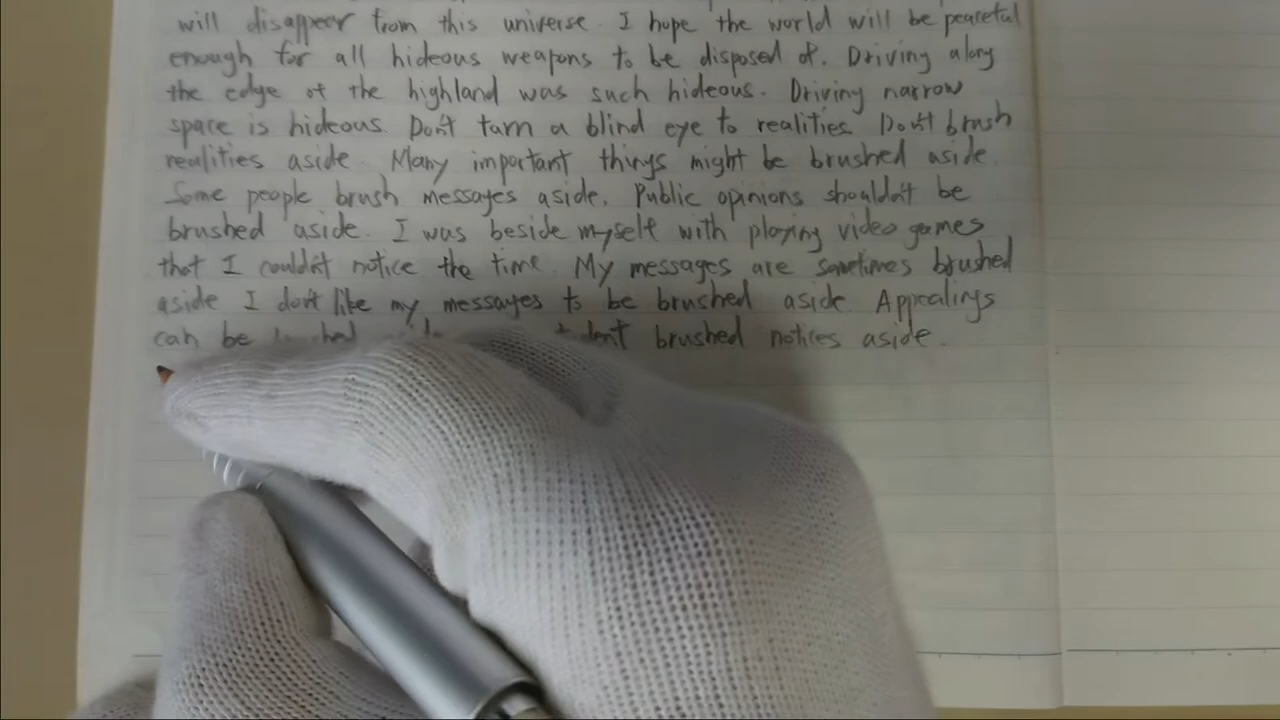 will disappear from this universe. I hope the world will be peaceful
enough for all hideous weapons to be disposed of. Driving along
the edge of the highland was such hideous. Driving narrow
space is hideous. Don't turn a blind eye to realities. Don't brush
realities aside. Many important things might be brushed aside.
Some people brush messages aside. Public opinions shouldn't be
brushed aside. I was beside myself with playing video games
that I couldn't notice the time. My messages are sometimes brushed
aside I don't like my messages to be brushed aside. Appealings
can be brushed brushed notices aside.